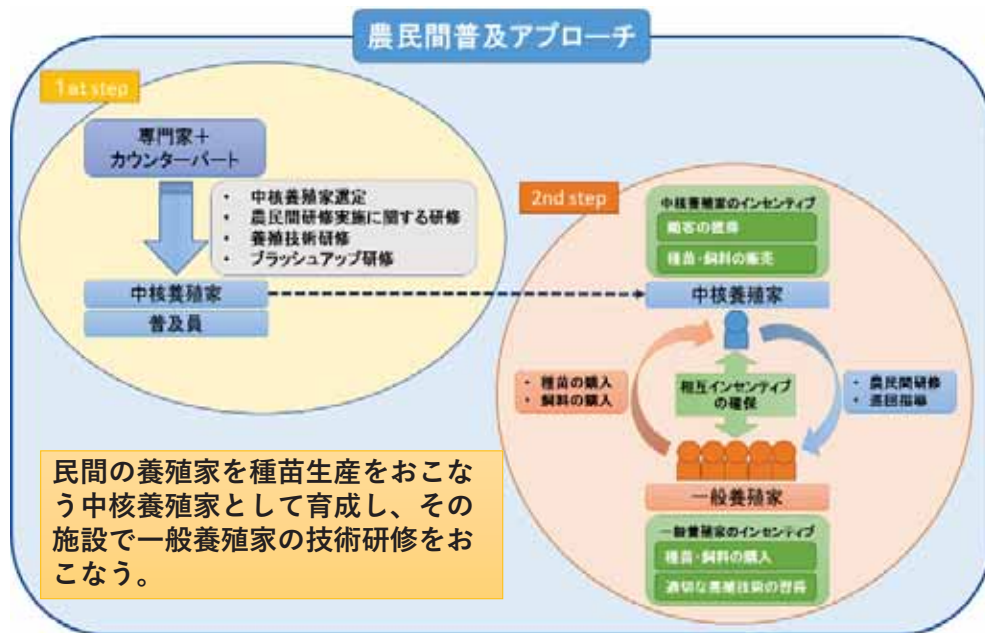 農民間普及アプローチ
1at step
専門家＋
カウンターパート
・ 中核養殖家選定
・ 農民間研修実施に関する研修
・ 養殖技術研修
・ ブラッシュアップ研修
中核養殖家
普及員
2nd step
中核養殖家のインセンティブ
顧客の獲得
種苗・飼料の販売
中核養殖家
・ 種苗の購入
・ 飼料の購入
相互インセンティブ
の確保
・ 農民間研修
・ 巡回指導
一般養殖家
一般養殖家のインセンティブ
種苗・飼料の購入
適切な養殖技術の習得
民間の養殖家を種苗生産をおこな
う中核養殖家として育成し、その
施設で一般養殖家の技術研修をお
こなう。